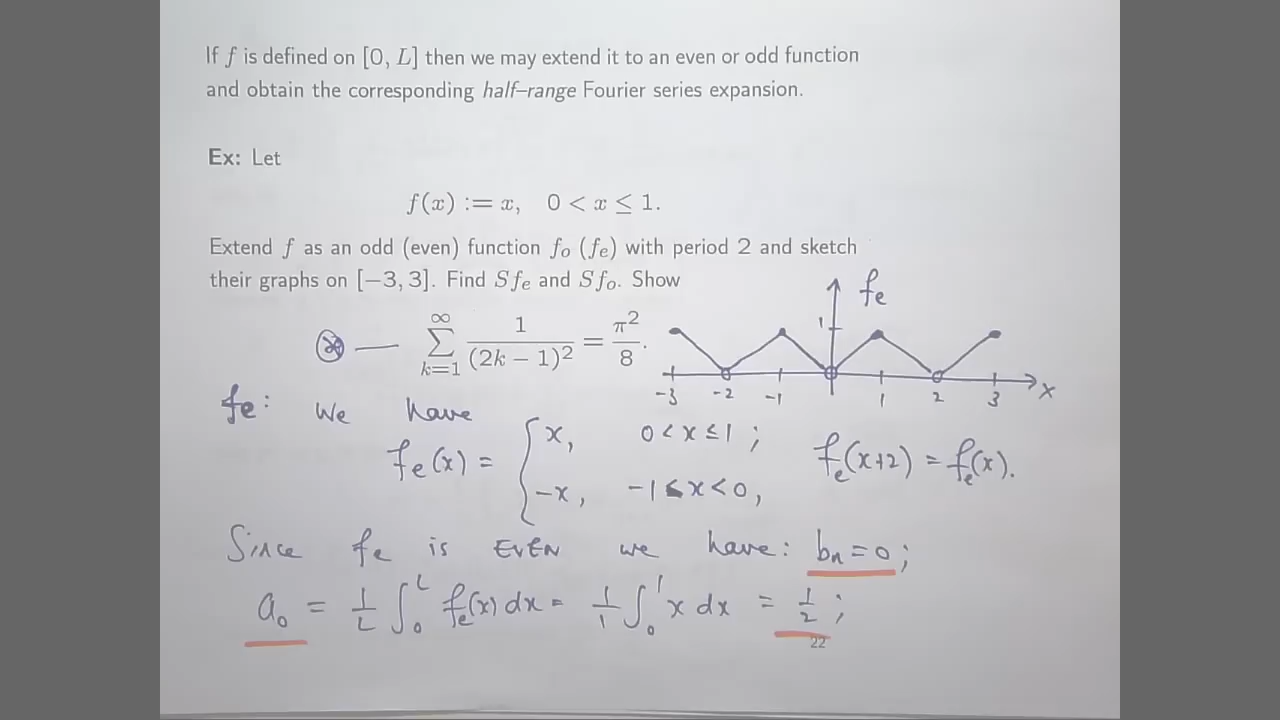 If f is defined on [0, L] then we may extend it to an even or odd function
and obtain the corresponding half–range Fourier series expansion.
Ex: Let
f(x) := x, 0 < x ≤ 1.
Extend f as an odd (even) function f_o (f_e) with period 2 and sketch
their graphs on [−3, 3]. Find Sf_e and Sf_o. Show
∑_{k=1}^{∞} 1/(2k − 1)^2 = π^2/8.
f_e
1
-3 -2 -1 1 2 3 x
f_e: We have
f_e(x) = { x, 0 < x ≤ 1; f_e(x+2) = f_e(x).
-x, -1 ≤ x < 0,
Since f_e is EVEN we have: b_n = 0;
a_0 = 1/L ∫_0^L f_e(x) dx = 1/1 ∫_0^1 x dx = 1/2;
22